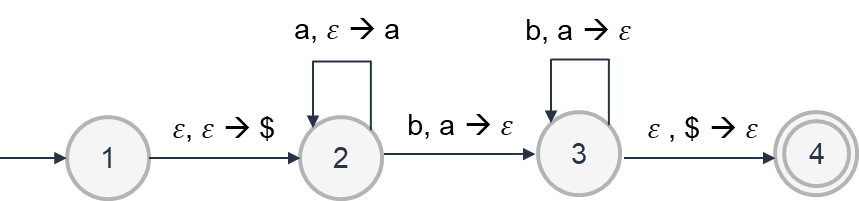 a, ε → a
b, a → ε
ε, ε → $
b, a → ε
ε , $ → ε
1
2
3
4